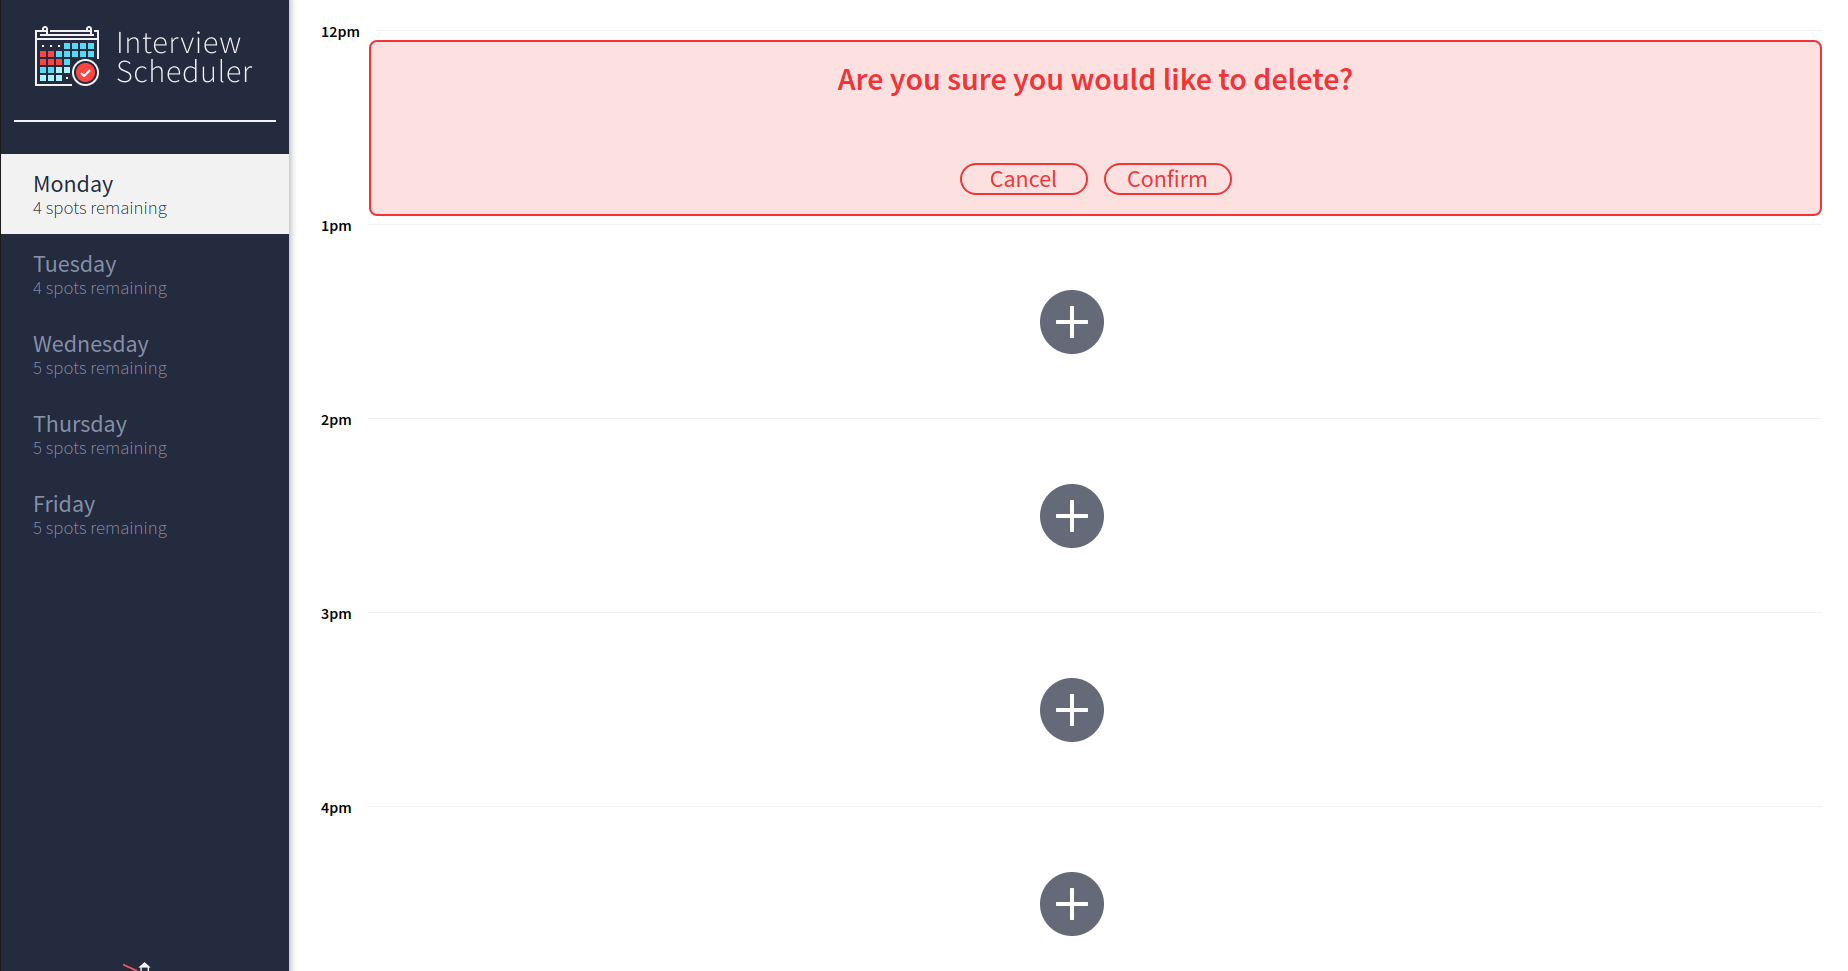 Interview
Scheduler
Monday
4 spots remaining
Tuesday
4 spots remaining
Wednesday
5 spots remaining
Thursday
5 spots remaining
Friday
5 spots remaining
12pm
Are you sure you would like to delete?
Cancel
Confirm
1pm
2pm
3pm
4pm